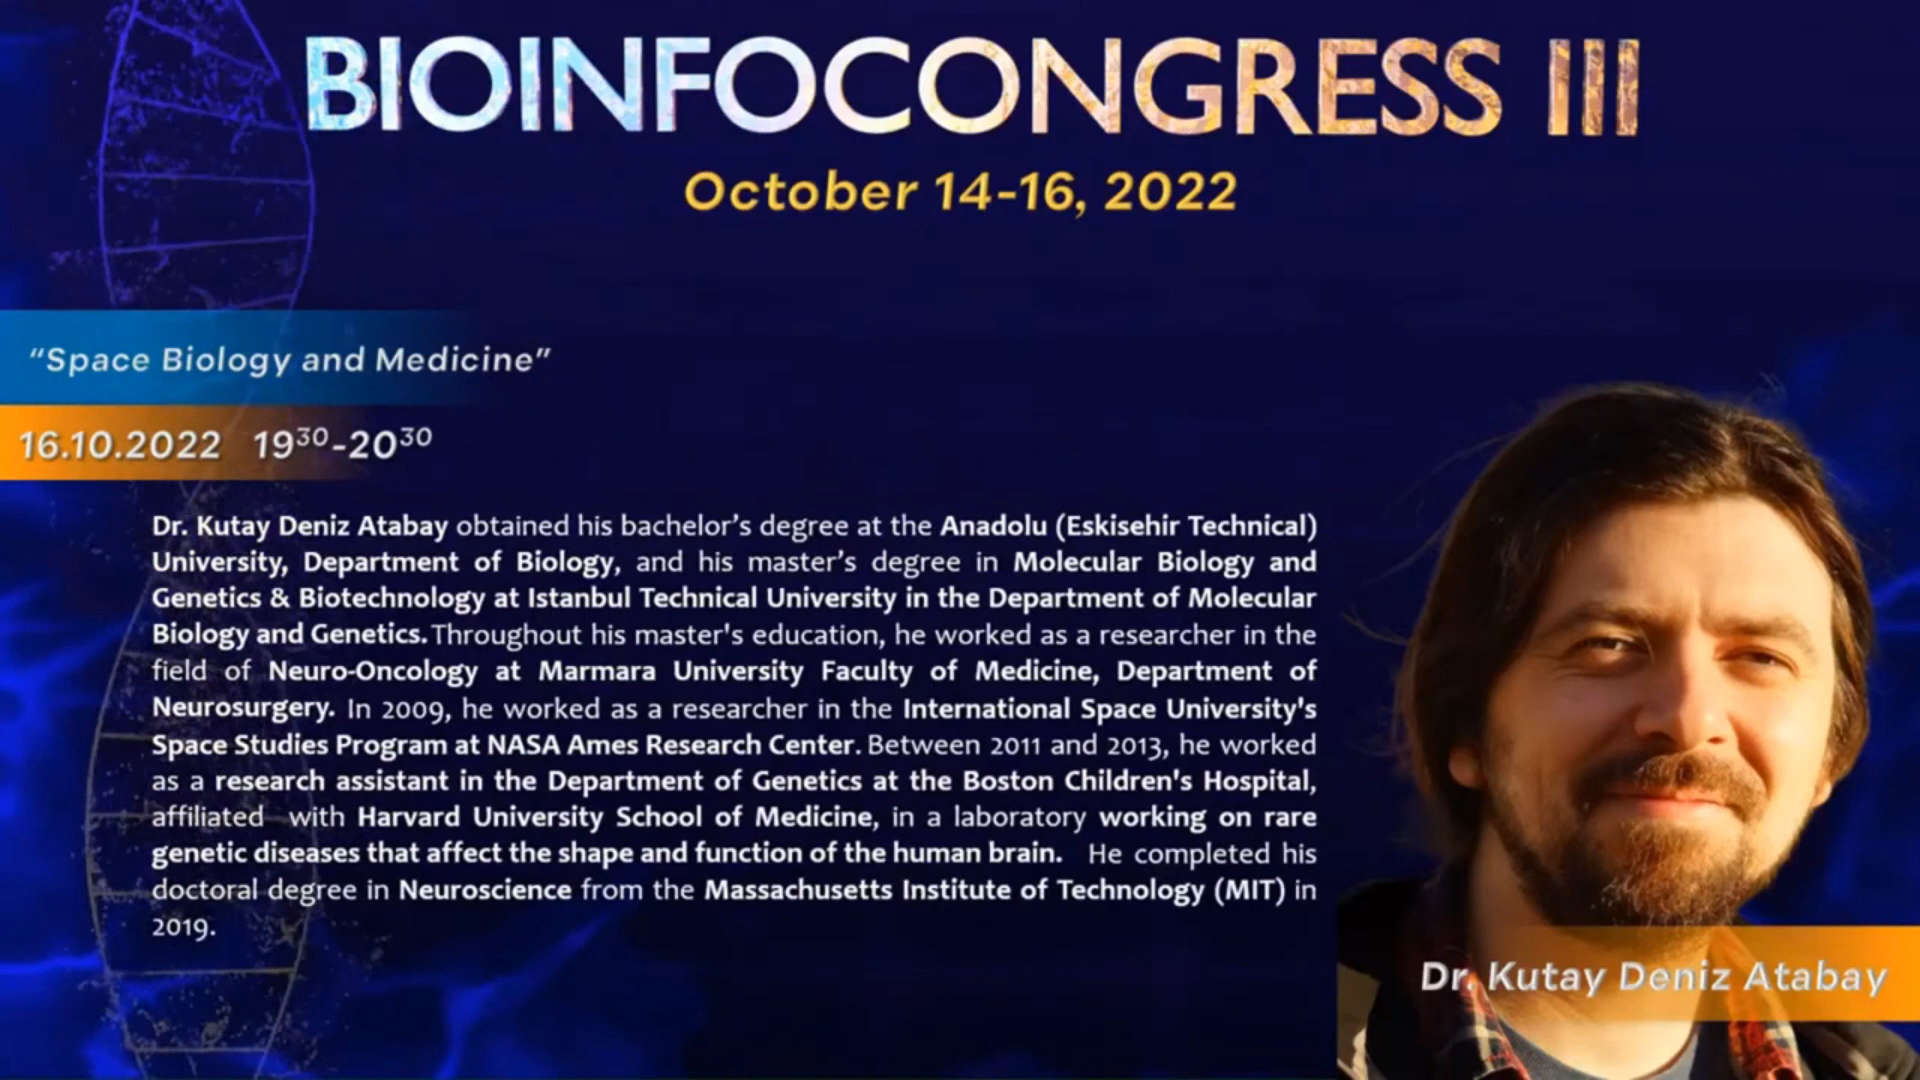 BIOINFOCONGRESS III
October 14-16, 2022
“Space Biology and Medicine”
16.10.2022 19³⁰-20³⁰
Dr. Kutay Deniz Atabay obtained his bachelor’s degree at the Anadolu (Eskisehir Technical)
University, Department of Biology, and his master’s degree in Molecular Biology and
Genetics & Biotechnology at Istanbul Technical University in the Department of Molecular
Biology and Genetics. Throughout his master's education, he worked as a researcher in the
field of Neuro-Oncology at Marmara University Faculty of Medicine, Department of
Neurosurgery. In 2009, he worked as a researcher in the International Space University's
Space Studies Program at NASA Ames Research Center. Between 2011 and 2013, he worked
as a research assistant in the Department of Genetics at the Boston Children's Hospital,
affiliated with Harvard University School of Medicine, in a laboratory working on rare
genetic diseases that affect the shape and function of the human brain. He completed his
doctoral degree in Neuroscience from the Massachusetts Institute of Technology (MIT) in
2019.
Dr. Kutay Deniz Atabay